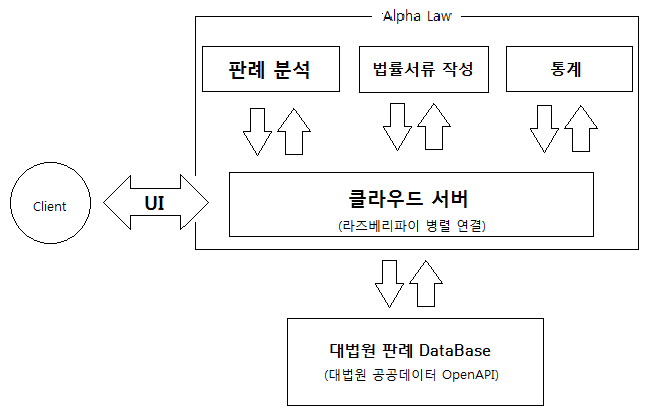 Alpha Law
판례 분석
법률서류 작성
통계
Client
UI
클라우드 서버
(라즈베리파이 병렬 연결)
대법원 판례 DataBase
(대법원 공공데이터 OpenAPI)